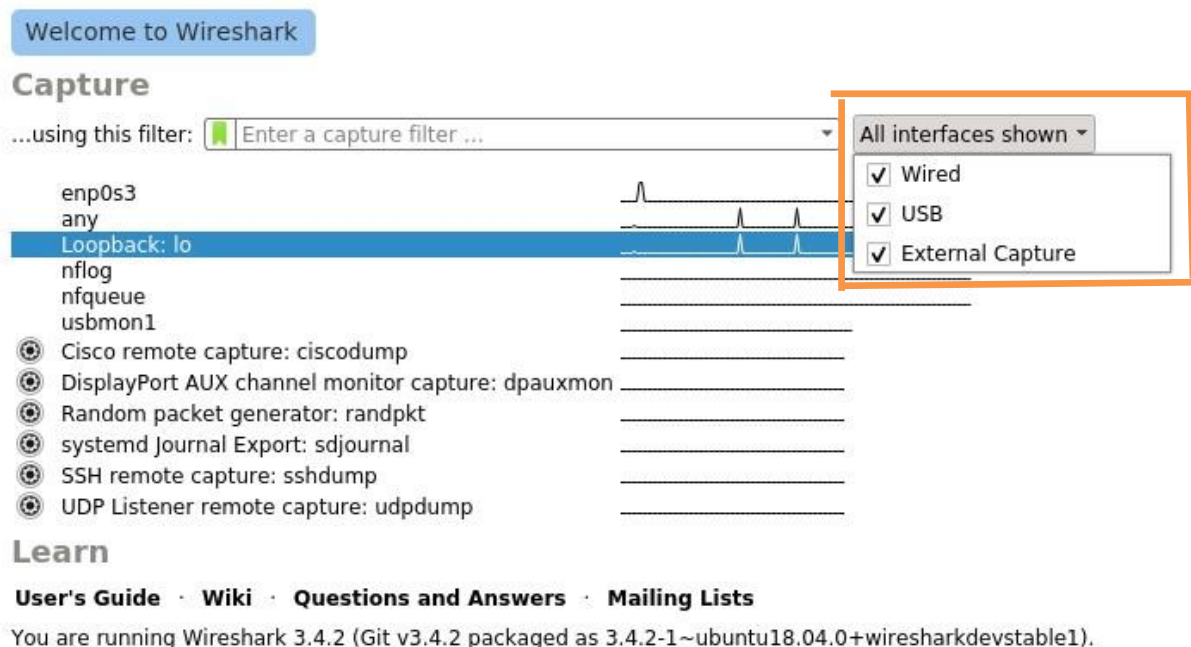 Welcome to Wireshark
Capture
...using this filter: Enter a capture filter ... All interfaces shown
Wired
USB
External Capture
enp0s3
any
Loopback: lo
nflog
nfqueue
usbmon1
Cisco remote capture: ciscodump
DisplayPort AUX channel monitor capture: dpauxmon
Random packet generator: randpkt
systemd Journal Export: sdjournal
SSH remote capture: sshdump
UDP Listener remote capture: udpdump
Learn
User's Guide · Wiki · Questions and Answers · Mailing Lists
You are running Wireshark 3.4.2 (Git v3.4.2 packaged as 3.4.2-1~ubuntu18.04.0+wiresharkdevstable1).